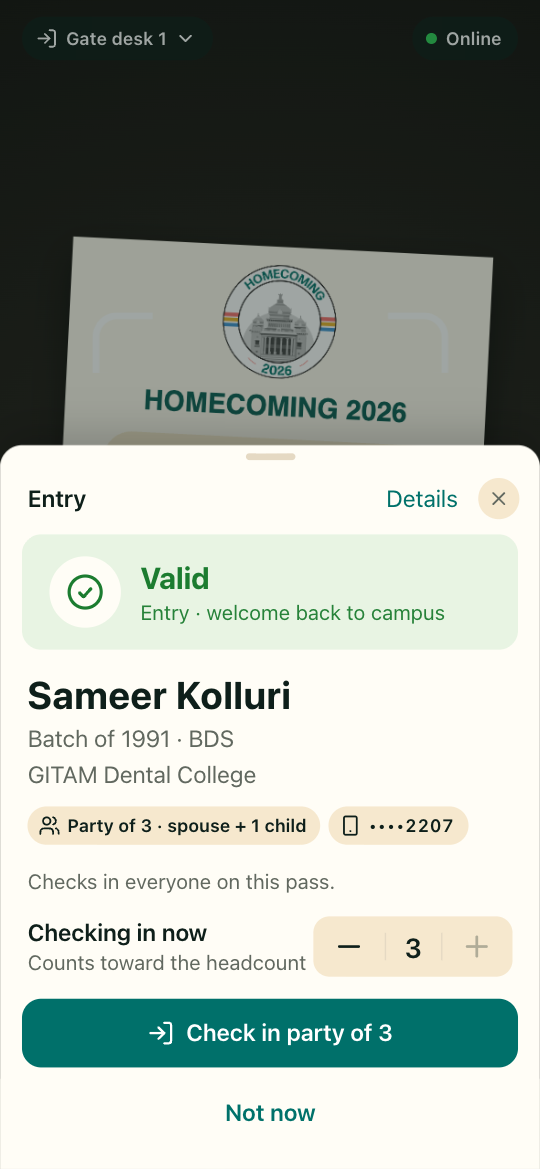 Gate desk 1
Online
HOMECOMING
2026
HOMECOMING 2026
Entry
Details
Valid
Entry · welcome back to campus
Sameer Kolluri
Batch of 1991 · BDS
GITAM Dental College
Party of 3 · spouse + 1 child
••••2207
Checks in everyone on this pass.
Checking in now
Counts toward the headcount
− 3 +
Check in party of 3
Not now